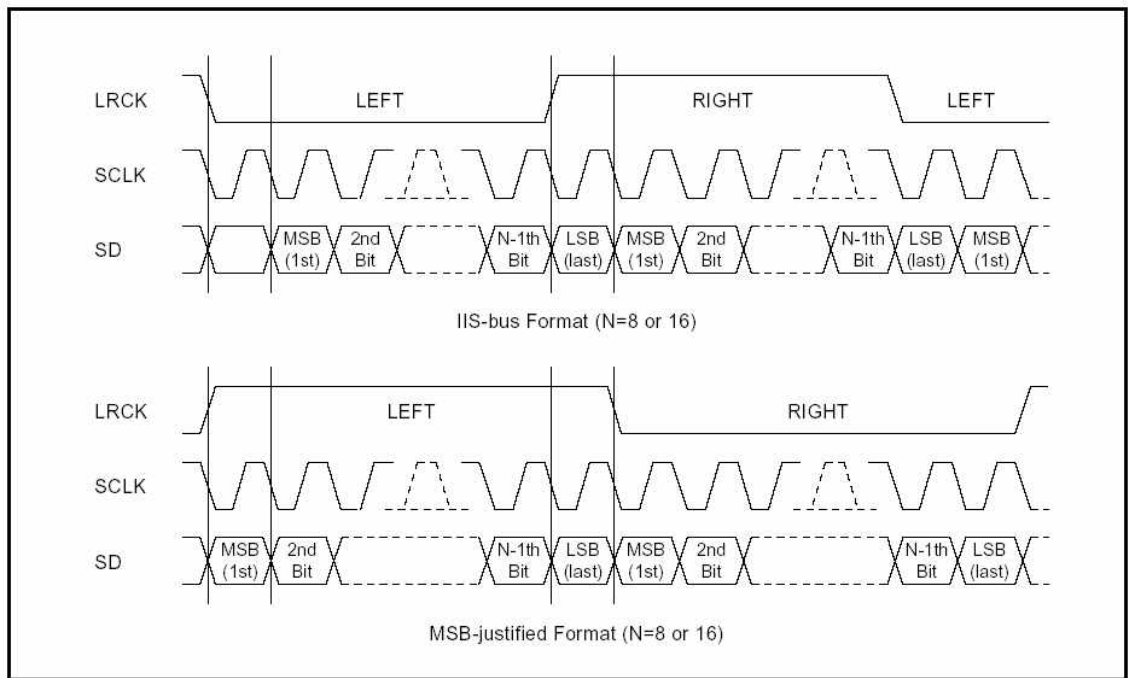 LRCK
LEFT
RIGHT
LEFT
SCLK
SD
MSB (1st)
2nd Bit
N-1th Bit
LSB (last)
MSB (1st)
2nd Bit
N-1th Bit
LSB (last)
MSB (1st)
IIS-bus Format (N=8 or 16)
LRCK
LEFT
RIGHT
SCLK
SD
MSB (1st)
2nd Bit
N-1th Bit
LSB (last)
MSB (1st)
2nd Bit
N-1th Bit
LSB (last)
MSB-justified Format (N=8 or 16)